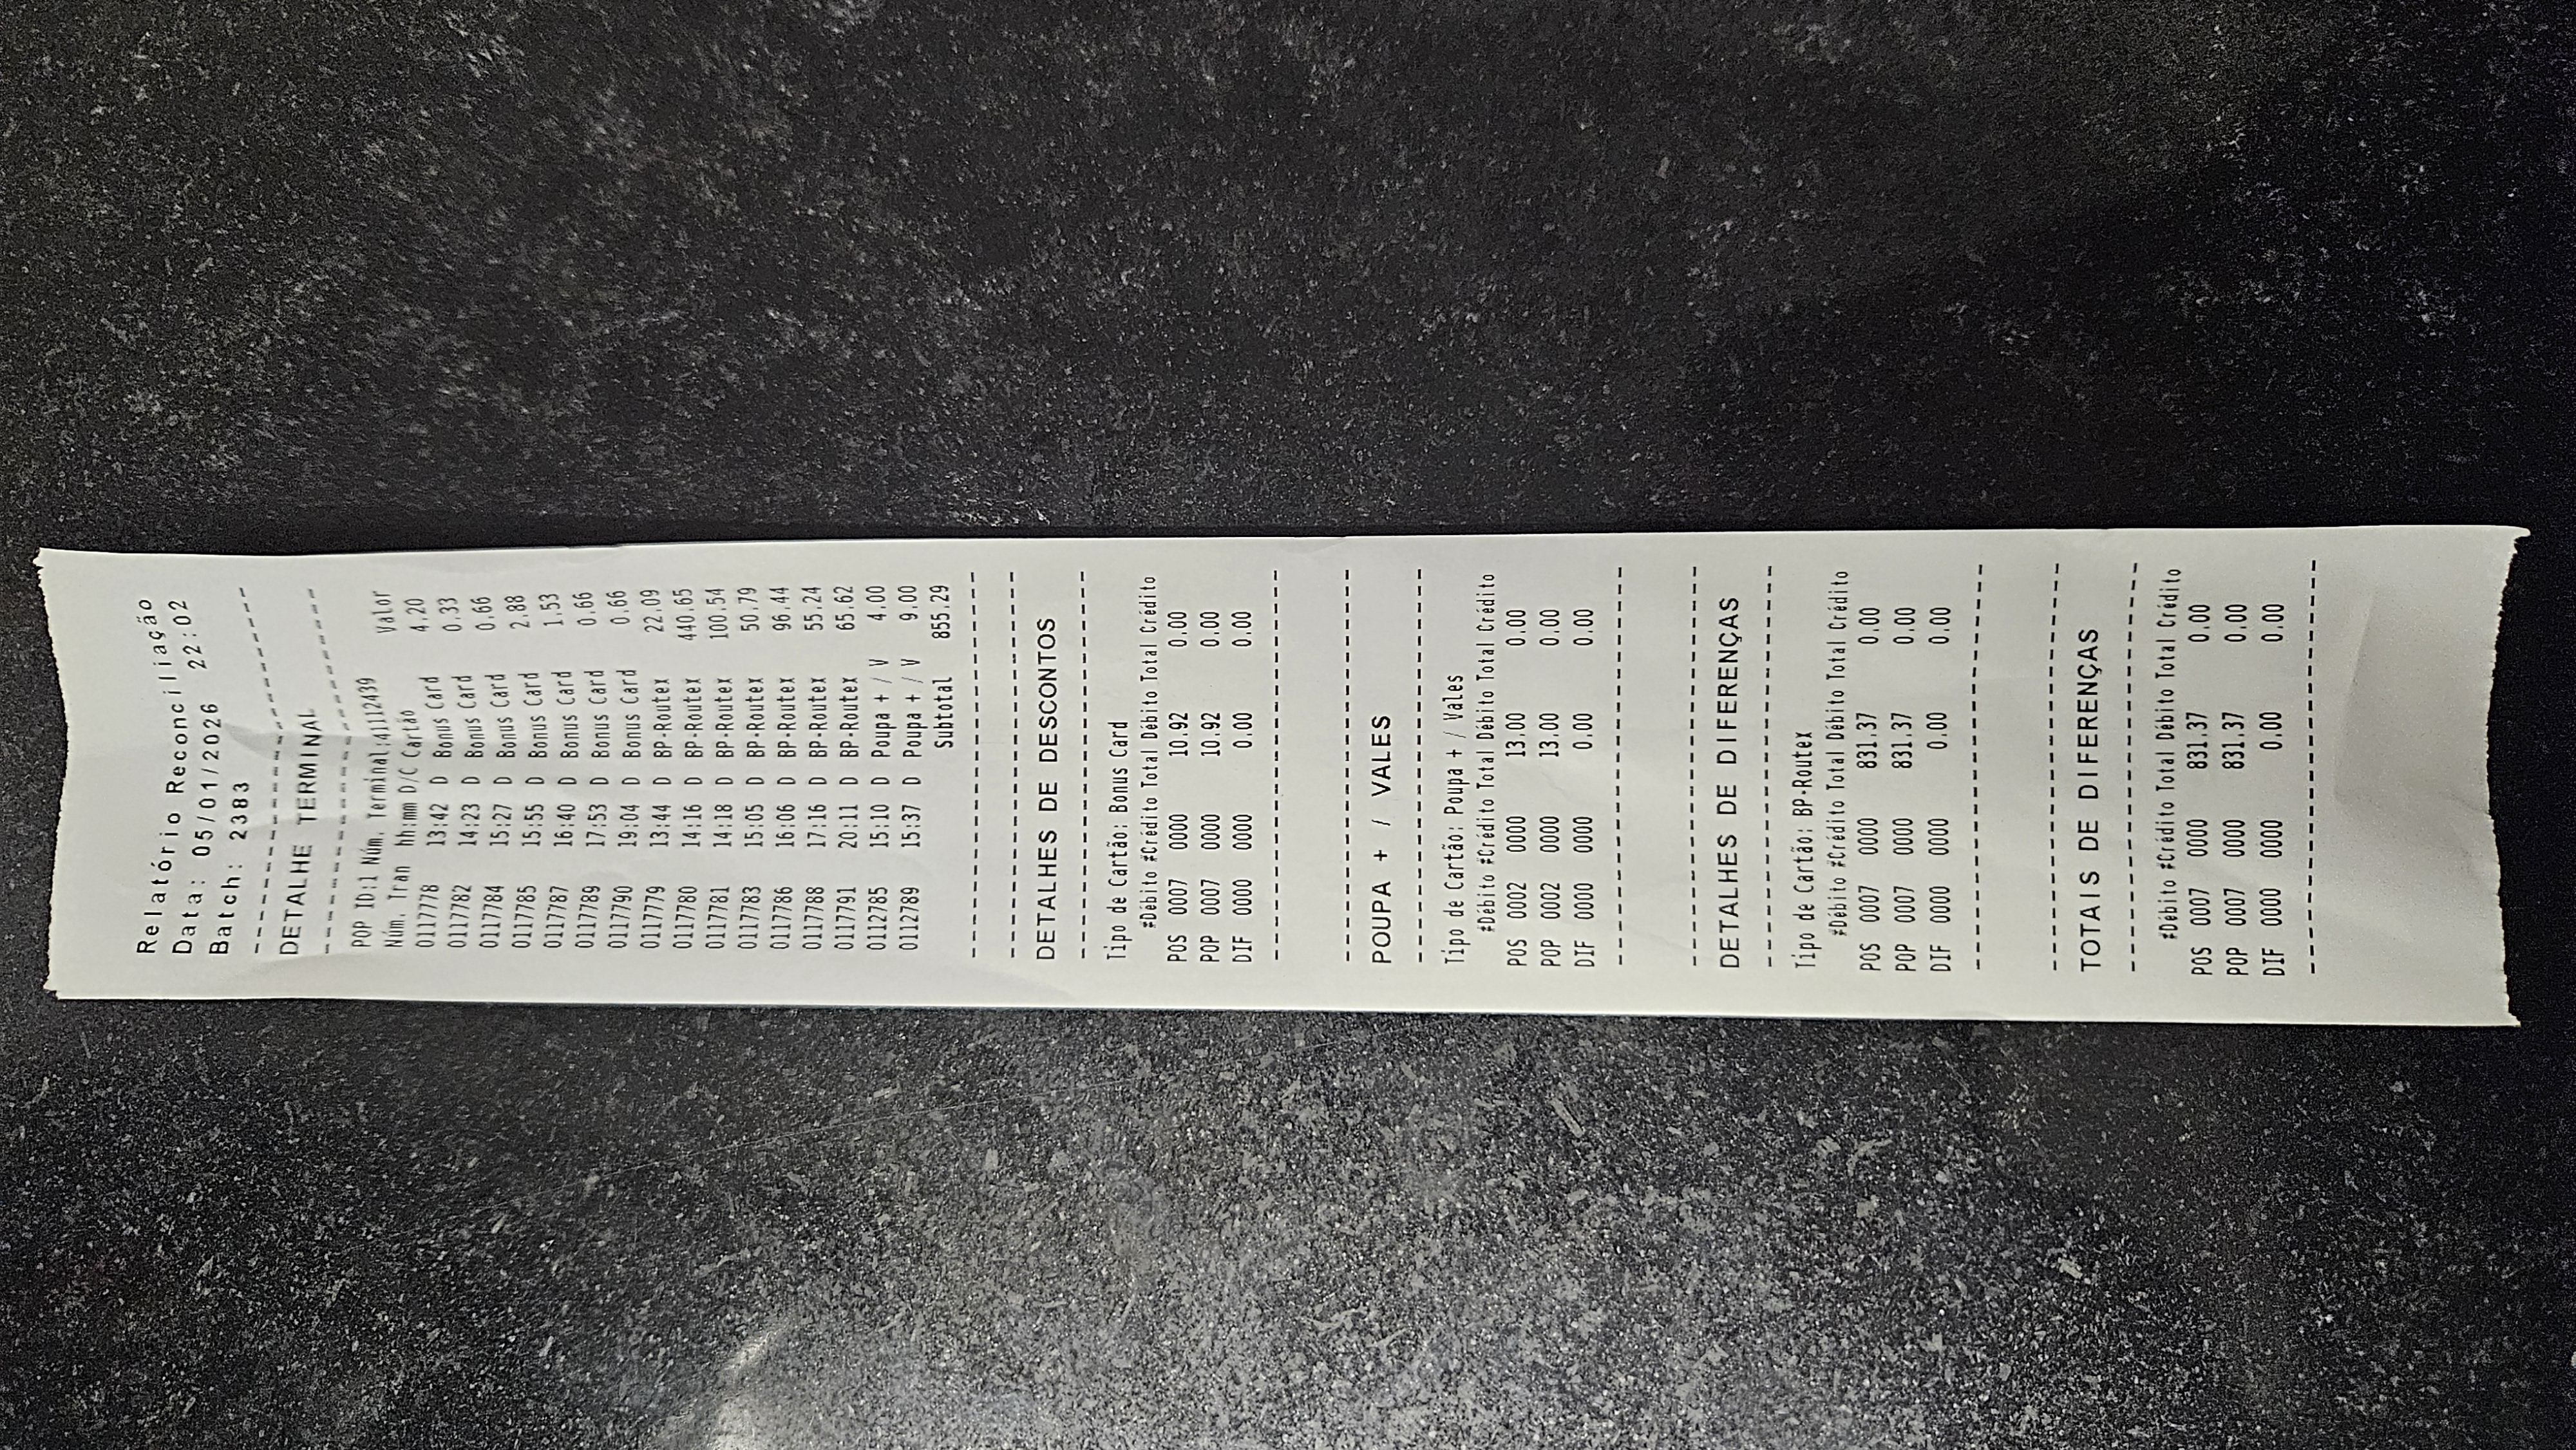 Relatório Reconciliação
Data: 05/01/2026 22:02
Batch: 2383
DETALHE TERMINAL
POP ID:1 Núm. Terminal:41112439
Núm. Tran hh:mm D/C Cartão Valor
0117778 13:42 D Bonus Card 4.20
0117782 14:23 D Bonus Card 0.33
0117784 15:27 D Bonus Card 0.66
0117785 15:55 D Bonus Card 2.88
0117787 16:40 D Bonus Card 1.53
0117789 17:53 D Bonus Card 0.66
0117790 19:04 D Bonus Card 0.66
0117779 13:44 D BP-Routex 22.09
0117780 14:16 D BP-Routex 440.65
0117781 14:18 D BP-Routex 100.54
0117783 15:05 D BP-Routex 50.79
0117786 16:06 D BP-Routex 96.44
0117788 17:16 D BP-Routex 55.24
0117791 20:11 D BP-Routex 65.62
0112785 15:10 D Poupa + / V 4.00
0112789 15:37 D Poupa + / V 9.00
Subtotal 855.29
DETALHES DE DESCONTOS
Tipo de Cartão: Bonus Card
#Débito #Crédito Total Débito Total Crédito
POS 0007 0000 10.92 0.00
POP 0007 0000 10.92 0.00
DIF 0000 0000 0.00 0.00
POUPA + / VALES
Tipo de Cartão: Poupa + / Vales
#Débito #Crédito Total Débito Total Crédito
POS 0002 0000 13.00 0.00
POP 0002 0000 13.00 0.00
DIF 0000 0000 0.00 0.00
DETALHES DE DIFERENÇAS
Tipo de Cartão: BP-Routex
#Débito #Crédito Total Débito Total Crédito
POS 0007 0000 831.37 0.00
POP 0007 0000 831.37 0.00
DIF 0000 0000 0.00 0.00
TOTAIS DE DIFERENÇAS
#Débito #Crédito Total Débito Total Crédito
POS 0007 0000 831.37 0.00
POP 0007 0000 831.37 0.00
DIF 0000 0000 0.00 0.00